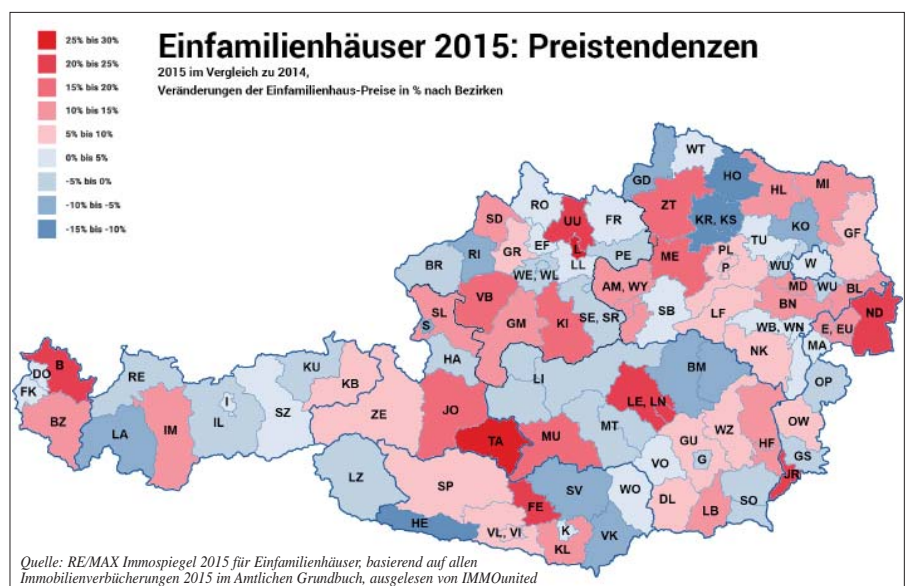 Einfamilienhäuser 2015: Preistendenzen
2015 im Vergleich zu 2014,
Veränderungen der Einfamilienhaus-Preise in % nach Bezirken
25% bis 30%
20% bis 25%
15% bis 20%
10% bis 15%
5% bis 10%
0% bis 5%
-5% bis 0%
-10% bis -5%
-15% bis -10%
WT
GD
HO
HL
MI
RO
UU
FR
ZT
KR, KS
SD
GR
EF
L
TU
KO
GF
BR
RI
WE, WL
LL
PE
ME
PL
P
WU
W
VB
AM, WY
MD
WU
BL
SL
S
GM
KI
SE, SR
SB
LF
BN
ND
WB, WN
E, EU
MA
HA
NK
B
DO
FK
RE
KU
KB
LI
BM
OP
BZ
LA
IM
IL
I
SZ
ZE
JO
LE, LN
TA
MU
MT
WZ
OW
GU
G
HF
GS
VO
JR
LZ
SP
SV
WO
DL
LB
SO
HE
FE
VL, VI
K
KL
VK
Quelle: RE/MAX Immospiegel 2015 für Einfamilienhäuser, basierend auf allen
Immobilienverbücherungen 2015 im Amtlichen Grundbuch, ausgelesen von IMMOunited